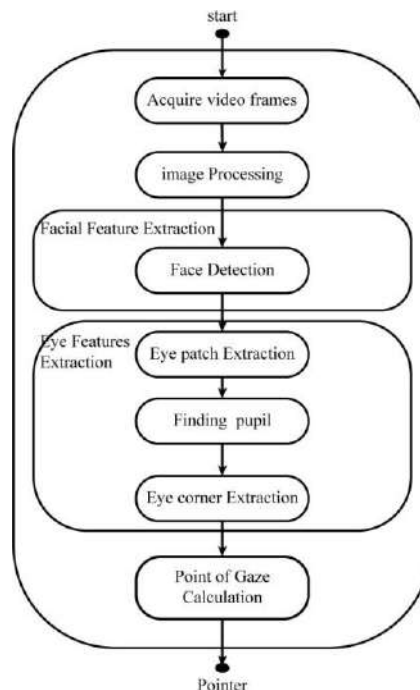 start
Acquire video frames
image Processing
Facial Feature Extraction
Face Detection
Eye Features
Extraction
Eye patch Extraction
Finding pupil
Eye corner Extraction
Point of Gaze
Calculation
Pointer